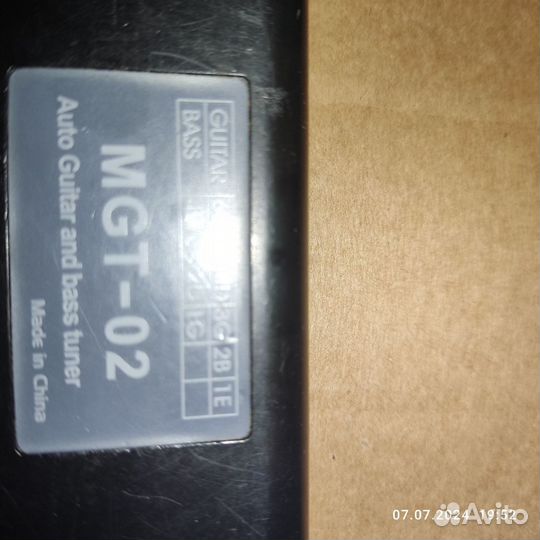 GUITAR 3G 2B 1E
BASS 1G
MGT-02
Auto Guitar and bass tuner
Made in China
07.07.2024 19:52
Avito